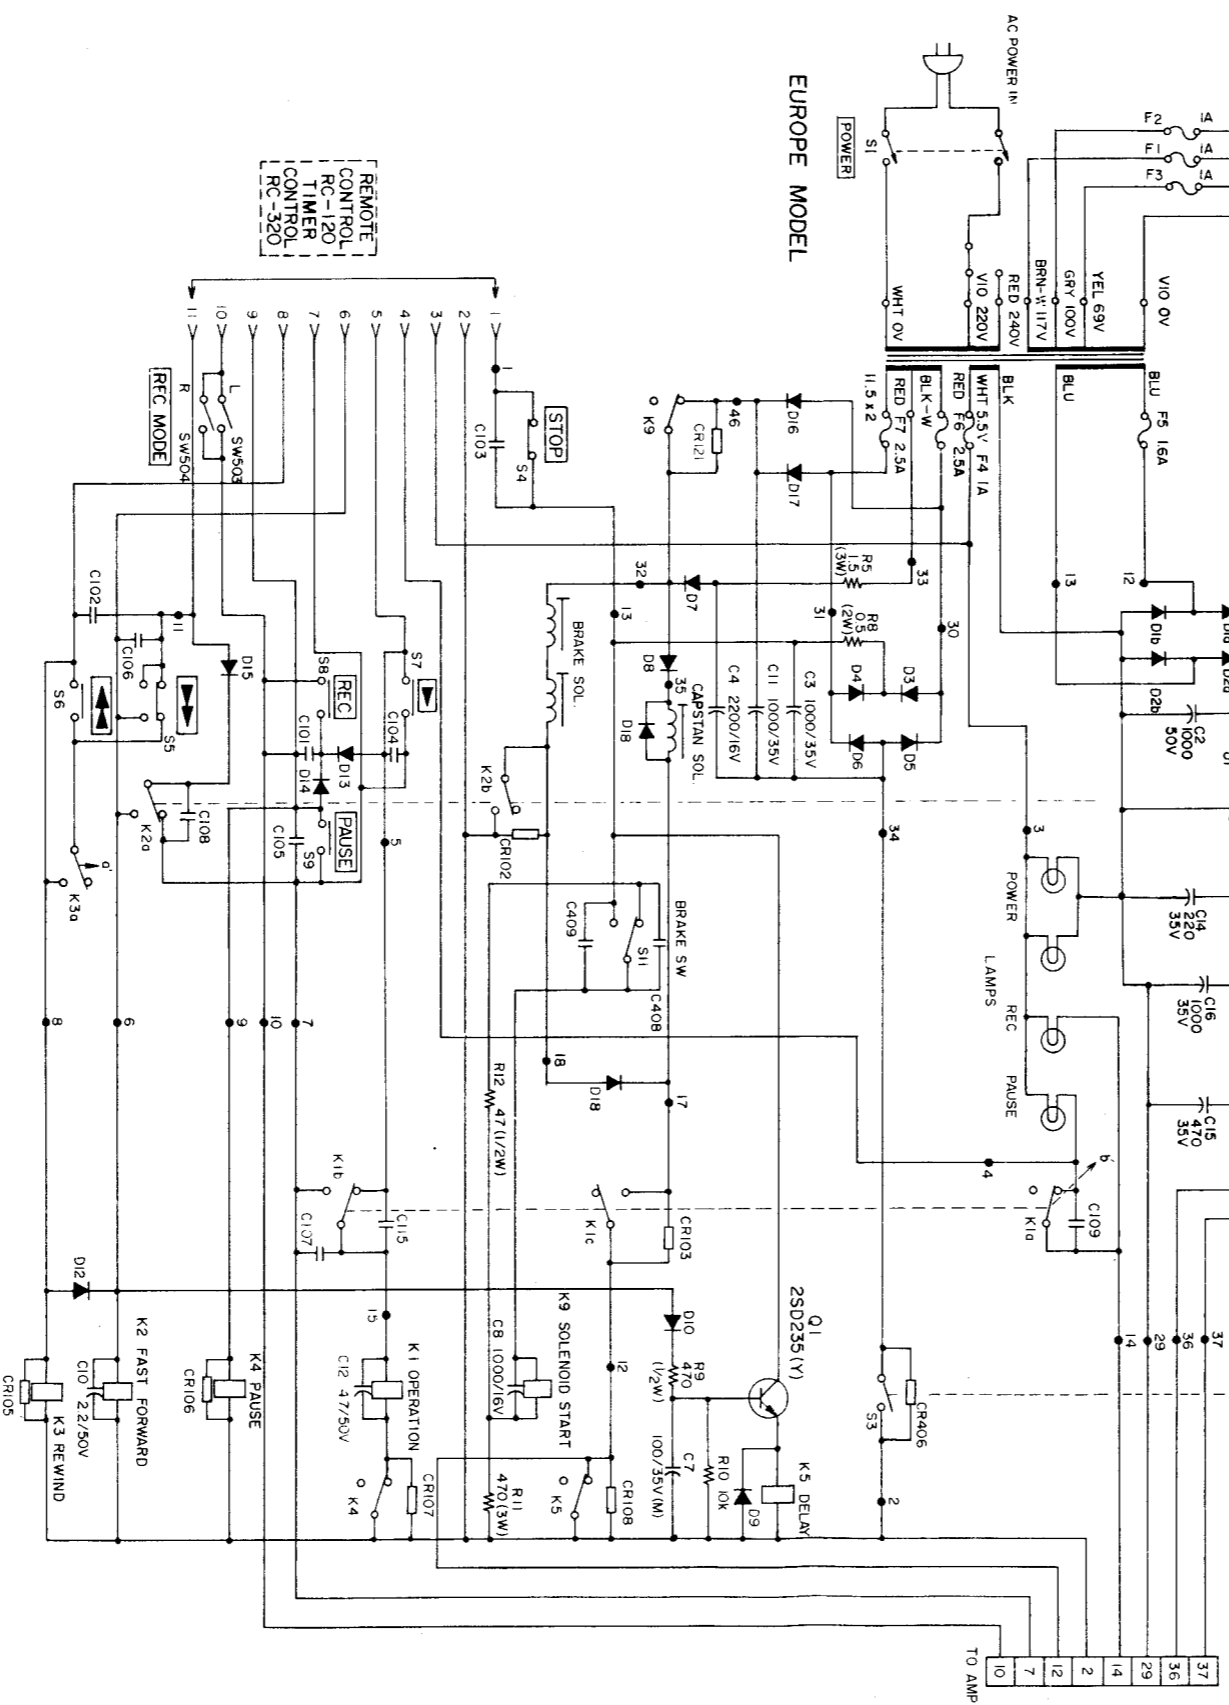 AC POWER IN
EUROPE MODEL
POWER
S1
F2 1A
F1 1A
F3 1A
V10 0V
YEL 69V
GRY 100V
BRN-W 117V
RED 240V
V10 220V
WHT 0V
BLU
F5 1.6A
BLU
BLK
WHT 5.5V F4 1A
RED F6 2.5A
BLK-W
RED F7 2.5A
11.5 x 2
13
12
D1b
D2b
C2
1000
50V
REMOTE
CONTROL
RC-120
TIMER
CONTROL
RC-320
1
2
3
4
5
6
7
8
9
10
11
L
R
SW503
SW504
REC MODE
1
C103
STOP
S4
K9
CR121
46
D16
D17
R5
1.5
(3W)
33
R8
0.5
(2W)
31
30
D7
32
13
D3
D4
D5
D6
C3 1000/35V
C11 1000/35V
C4 2200/16V
BRAKE SOL.
D8
35
CAPSTAN SOL.
D18
C102
11
C106
D15
S5
S6
S7
S8
REC
C101
C104
D13
D14
PAUSE
S9
C105
5
C108
K2a
K3a
a'
K2b
CR102
34
3
POWER
LAMPS
REC
PAUSE
C14
220
35V
C16
1000
35V
C15
470
35V
BRAKE SW
S11
C409
C408
8
6
9
10
7
18
D18
17
R12 47 (1/2W)
4
b'
K1a
C109
K1b
C107
C115
K1c
CR103
37
36
29
14
D12
15
12
D10
R9
470
(1/2W)
Q1
2SD235(Y)
S3
CR406
CR105
K3 REWIND
C10 2.2/50V
K2 FAST FORWARD
CR106
K4 PAUSE
C12 4.7/50V
K1 OPERATION
K4
CR107
C8 1000/16V
K9 SOLENOID START
R11
470(3W)
K5
CR108
C7
100/35V(M)
R10 10k
D9
K5 DELAY
2
TO AMP
10
7
12
2
14
29
36
37